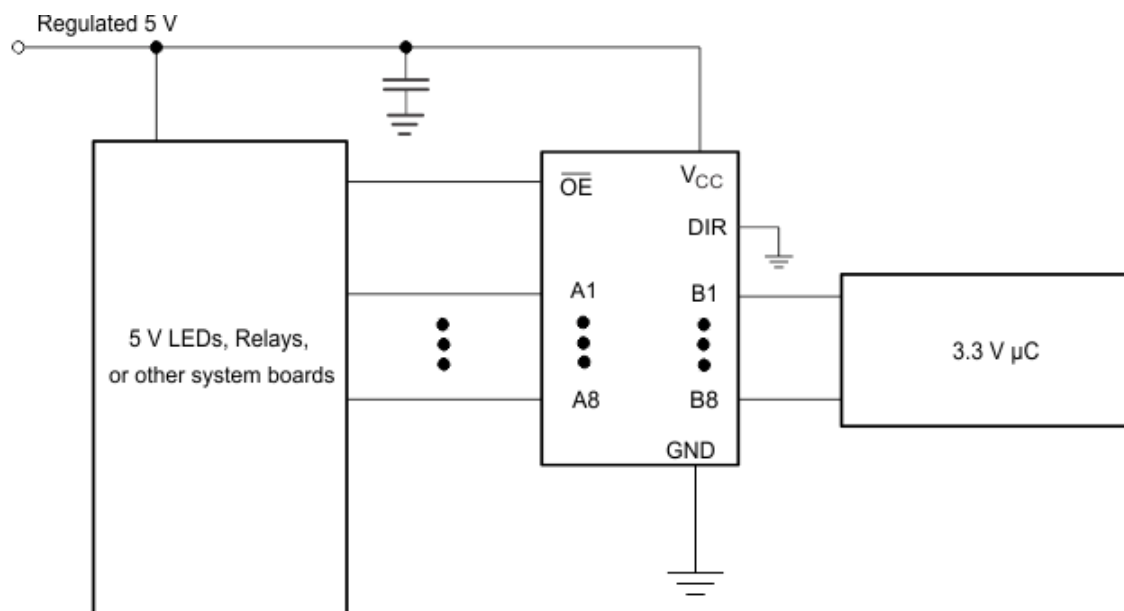 Regulated 5 V
OE
VCC
DIR
A1
B1
5 V LEDs, Relays,
or other system boards
3.3 V µC
A8
B8
GND